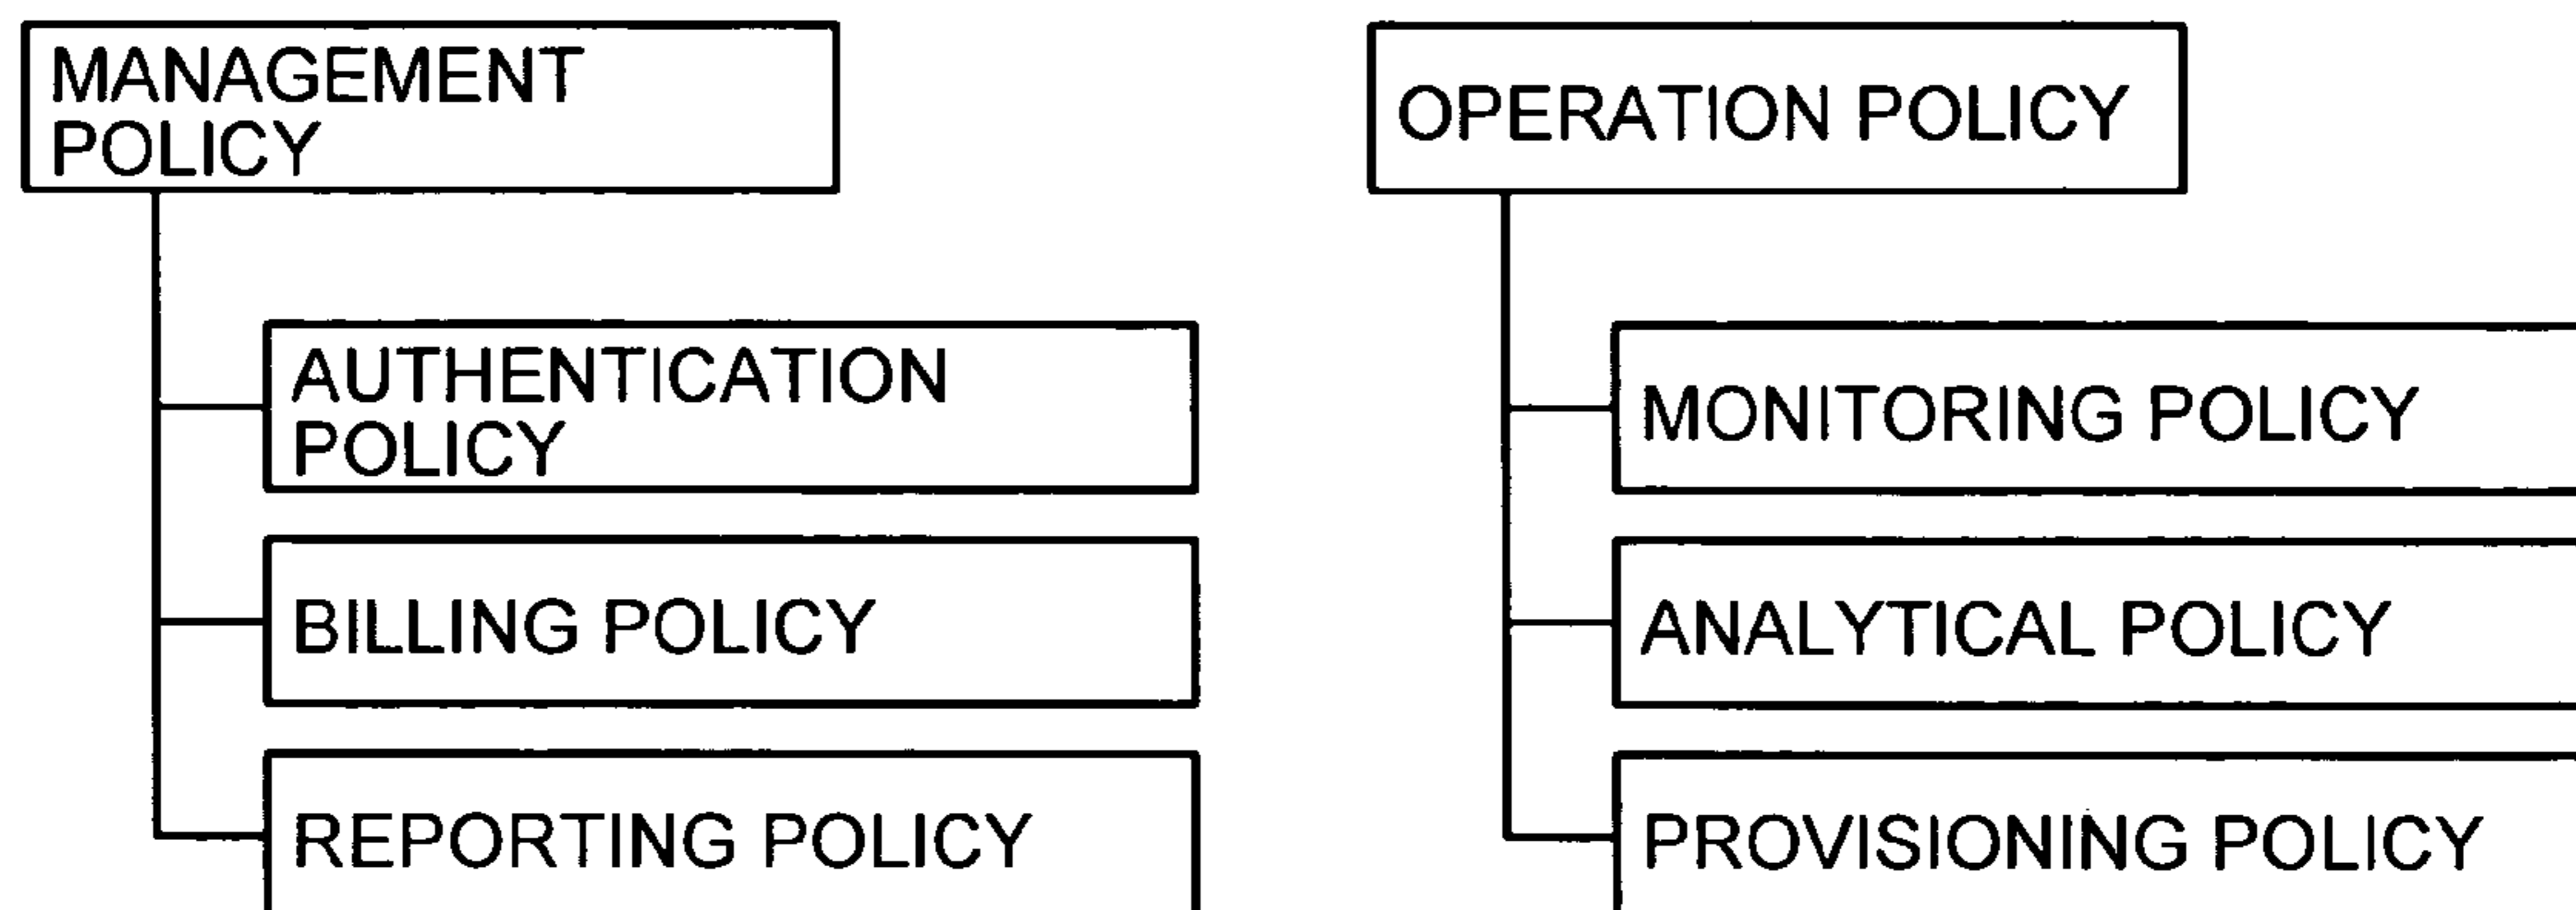 MANAGEMENT
POLICY
AUTHENTICATION
POLICY
BILLING POLICY
REPORTING POLICY
OPERATION POLICY
MONITORING POLICY
ANALYTICAL POLICY
PROVISIONING POLICY